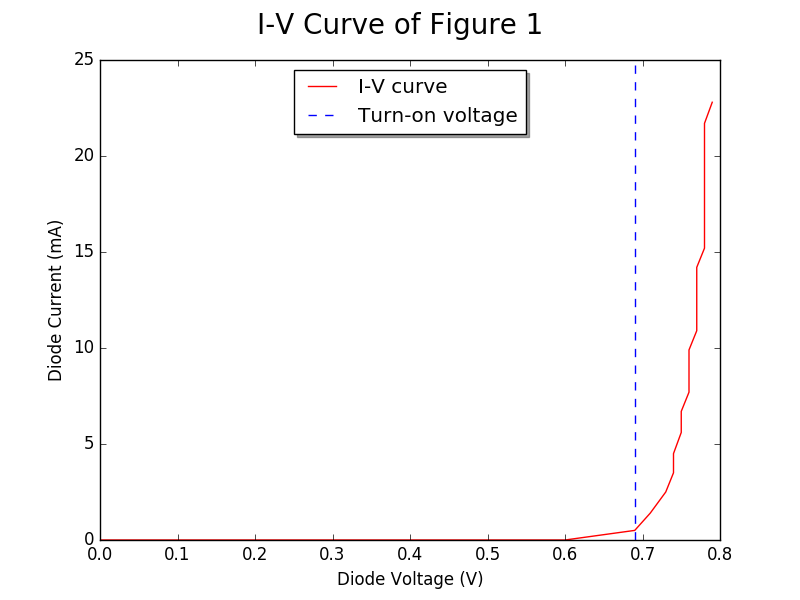 I-V Curve of Figure 1
I-V curve
Turn-on voltage
25
20
15
10
5
0
Diode Current (mA)
0.0 0.1 0.2 0.3 0.4 0.5 0.6 0.7 0.8
Diode Voltage (V)